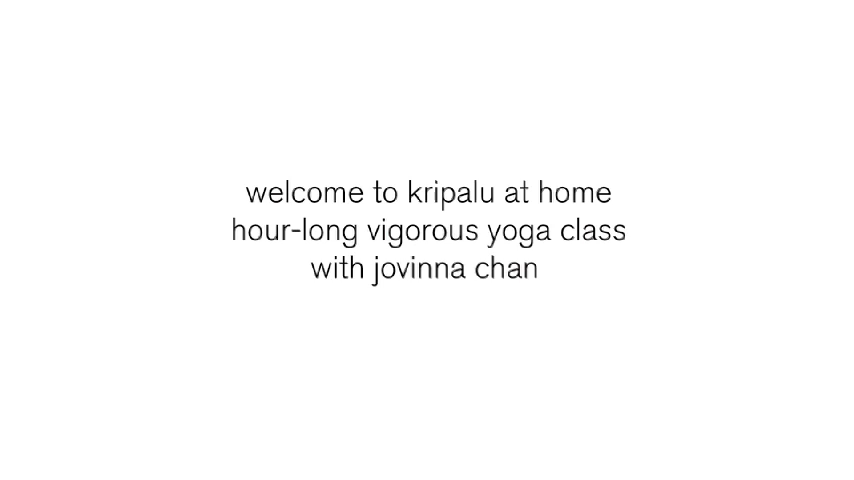 welcome to kripalu at home
hour-long vigorous yoga class
with jovinna chan